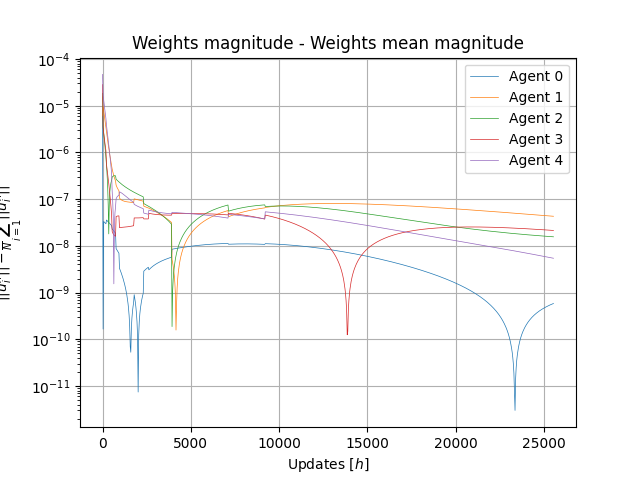 Weights magnitude - Weights mean magnitude
10⁻⁴
10⁻⁵
10⁻⁶
10⁻⁷
10⁻⁸
10⁻⁹
10⁻¹⁰
10⁻¹¹
Agent 0
Agent 1
Agent 2
Agent 3
Agent 4
0
5000
10000
15000
20000
25000
Updates [h]